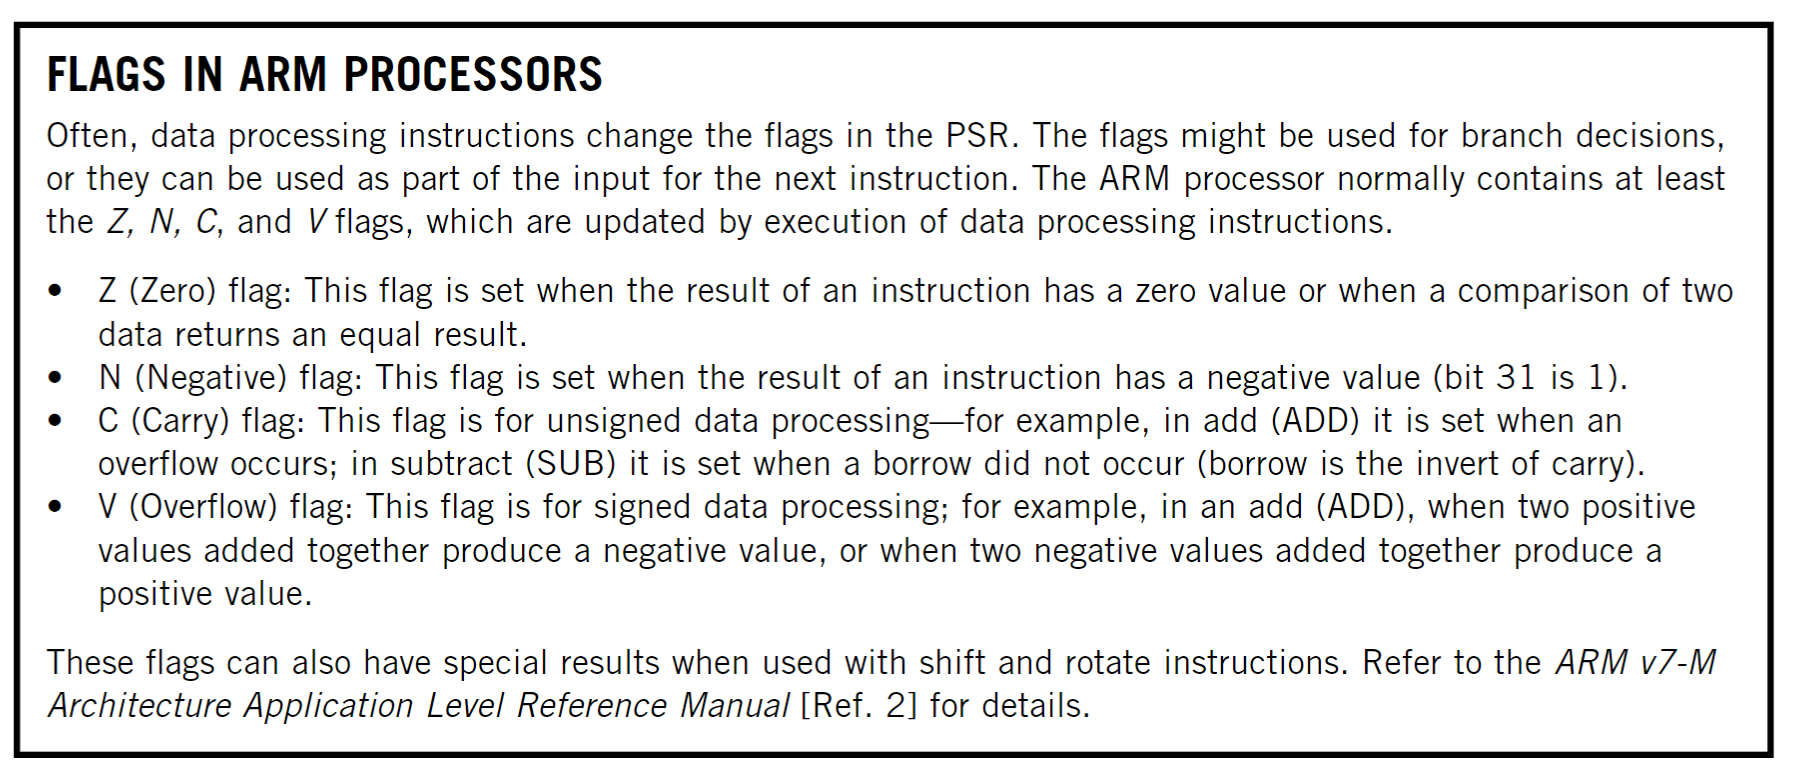 FLAGS IN ARM PROCESSORS
Often, data processing instructions change the flags in the PSR. The flags might be used for branch decisions,
or they can be used as part of the input for the next instruction. The ARM processor normally contains at least
the Z, N, C, and V flags, which are updated by execution of data processing instructions.
• Z (Zero) flag: This flag is set when the result of an instruction has a zero value or when a comparison of two
data returns an equal result.
• N (Negative) flag: This flag is set when the result of an instruction has a negative value (bit 31 is 1).
• C (Carry) flag: This flag is for unsigned data processing—for example, in add (ADD) it is set when an
overflow occurs; in subtract (SUB) it is set when a borrow did not occur (borrow is the invert of carry).
• V (Overflow) flag: This flag is for signed data processing; for example, in an add (ADD), when two positive
values added together produce a negative value, or when two negative values added together produce a
positive value.
These flags can also have special results when used with shift and rotate instructions. Refer to the ARM v7-M
Architecture Application Level Reference Manual [Ref. 2] for details.